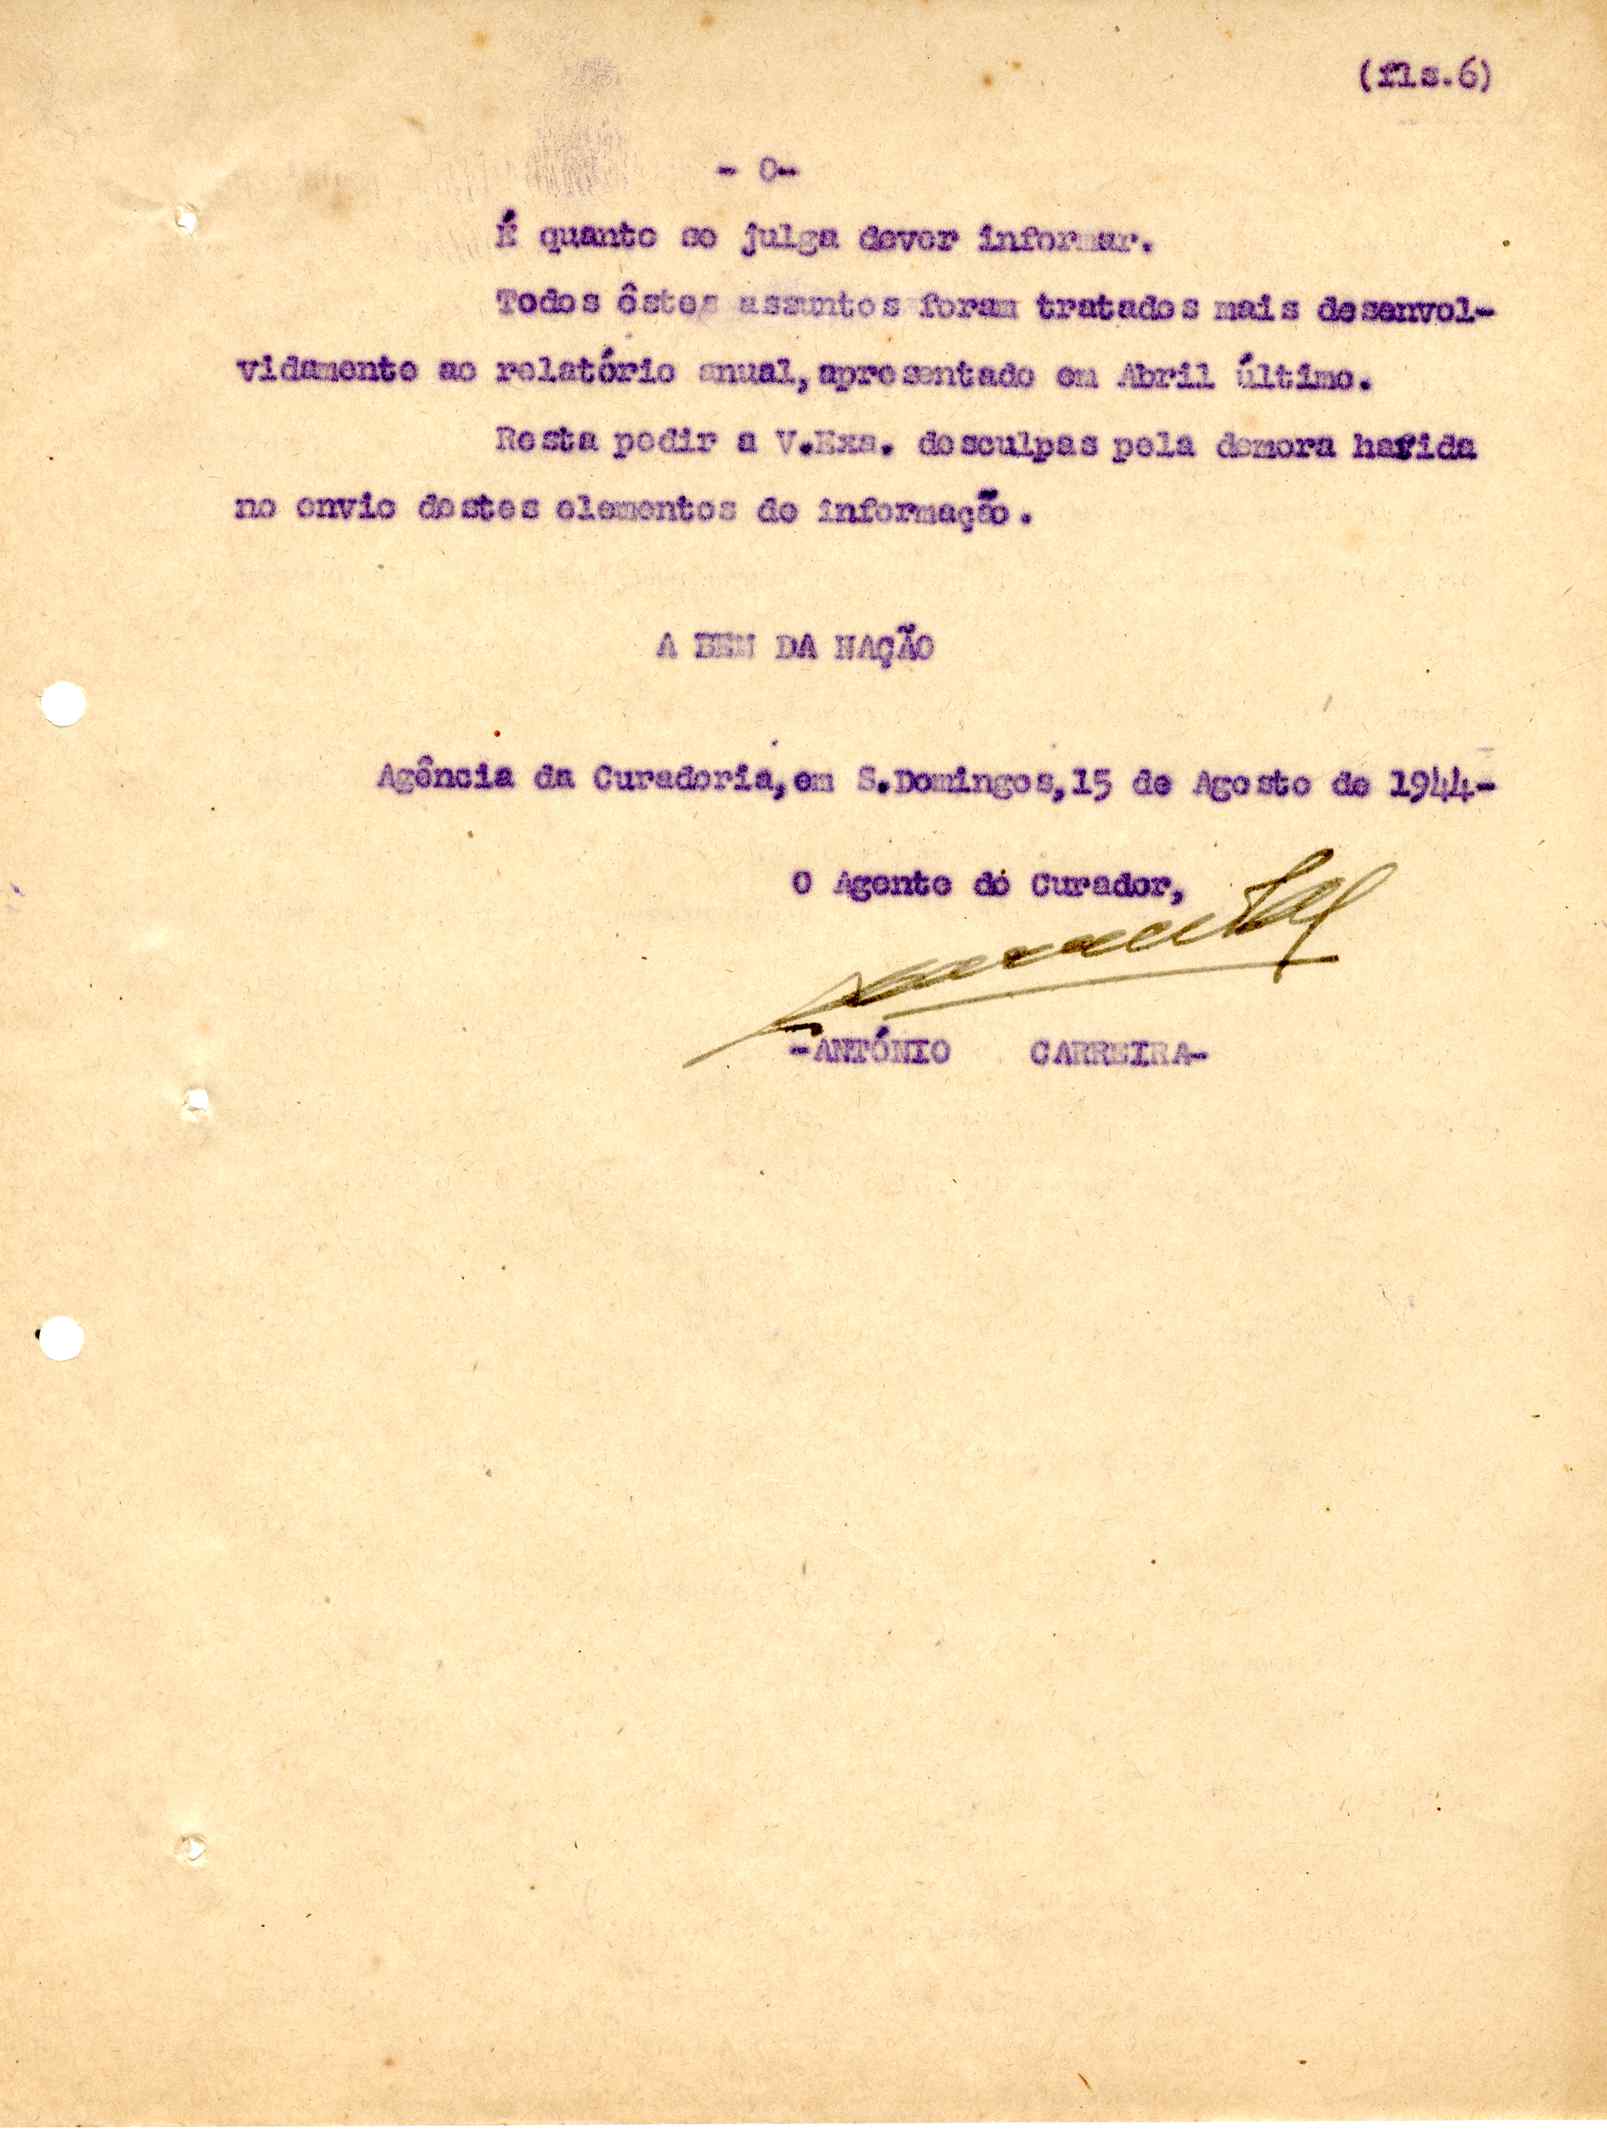 (fls.6)
- O-
É quanto se julga dever informar.
Todos êstes assuntos foram tratados mais desenvol-
vidamente ao relatório anual, apresentado em Abril último.
Resta pedir a V.Exa. desculpas pela demora havida
no envio destes elementos de informação.
A BEM DA NAÇÃO
Agência da Curadoria, em S.Domingos, 15 de Agosto de 1944-
O Agente do Curador,
-ANTÓNIO CARREIRA-